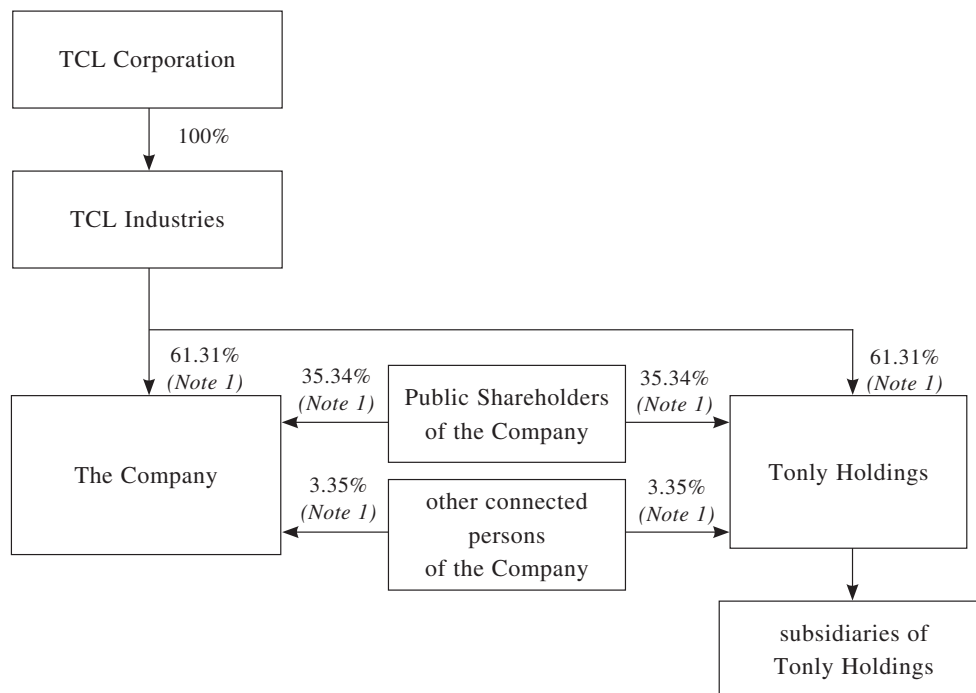 TCL Corporation
100%
TCL Industries
61.31%
(Note 1)
35.34%
(Note 1)
Public Shareholders
of the Company
35.34%
(Note 1)
61.31%
(Note 1)
The Company
3.35%
(Note 1)
other connected
persons
of the Company
3.35%
(Note 1)
Tonly Holdings
subsidiaries of
Tonly Holdings